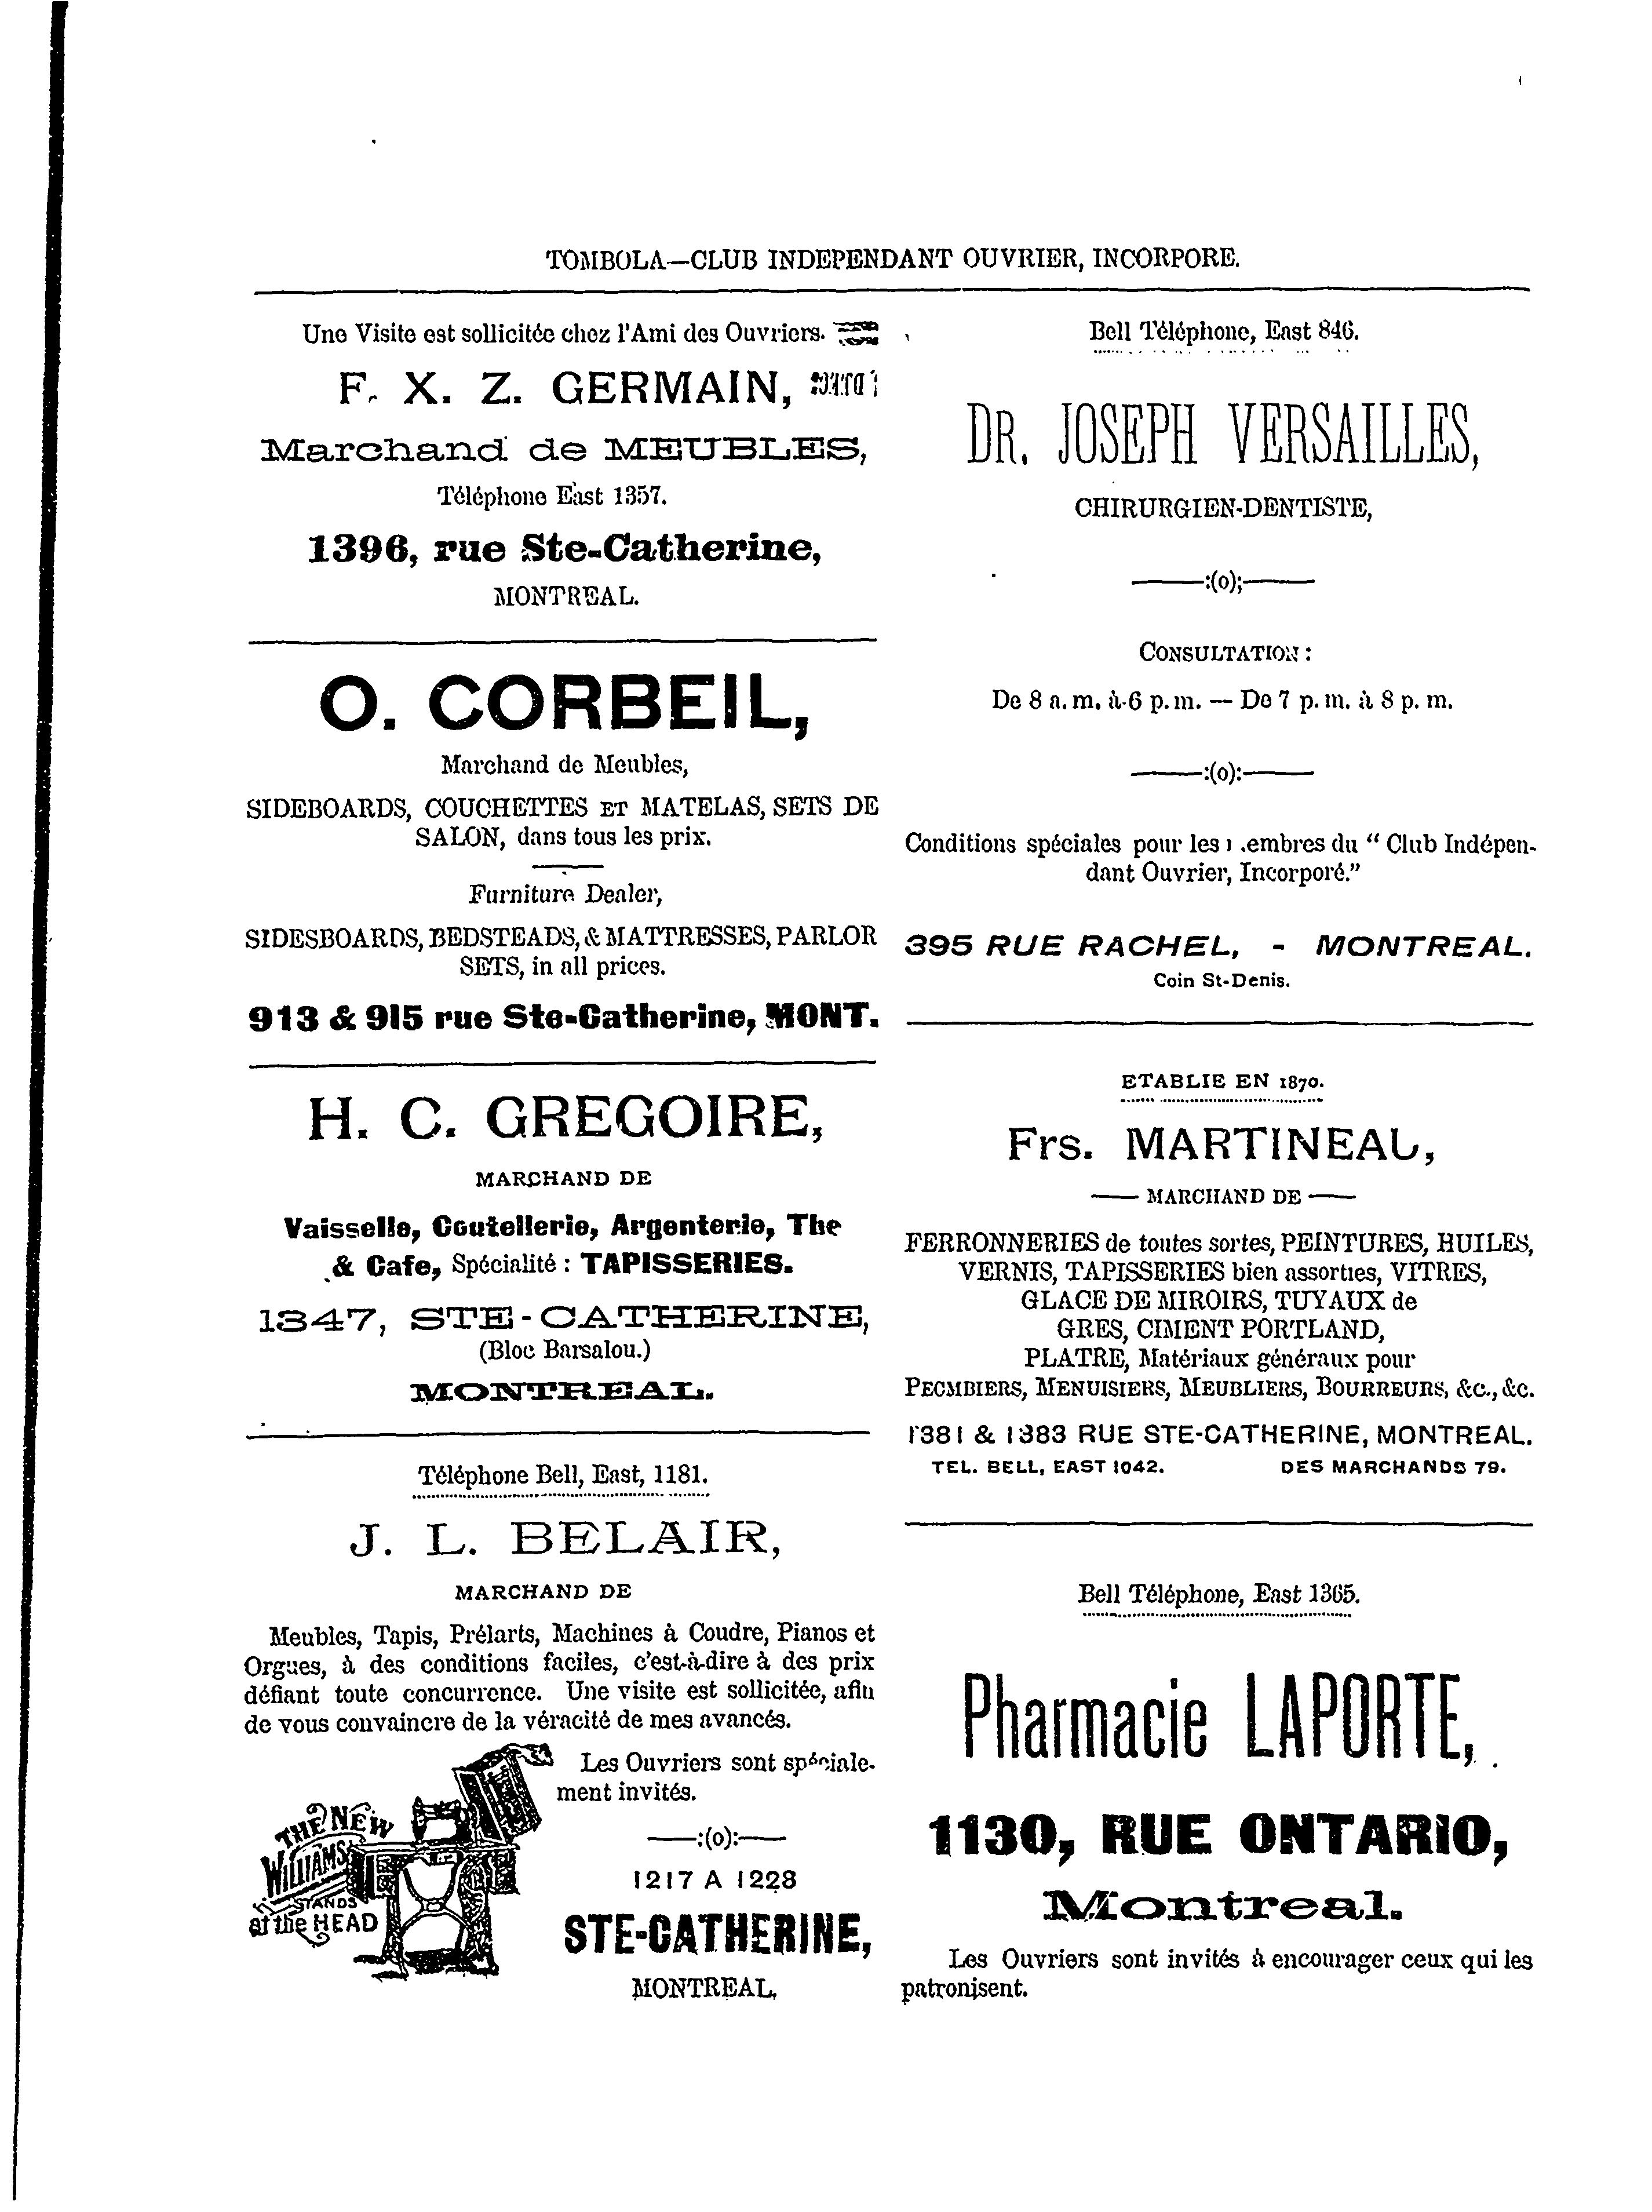 TOMBOLA—CLUB INDEPENDANT OUVRIER, INCORPORE.
Une Visite est sollicitée chez l'Ami des Ouvriers.
F. X. Z. GERMAIN,
Marchand de MEUBLES,
Téléphone East 1357.
1396, rue Ste-Catherine,
MONTREAL.
O. CORBEIL,
Marchand de Meubles,
SIDEBOARDS, COUCHETTES ET MATELAS, SETS DE
SALON, dans tous les prix.
Furniture Dealer,
SIDESBOARDS, BEDSTEADS, & MATTRESSES, PARLOR
SETS, in all prices.
913 & 915 rue Ste-Catherine, MONT.
H. C. GREGOIRE,
MARCHAND DE
Vaisselle, Coutellerie, Argenterie, The
& Cafe, Spécialité : TAPISSERIES.
1347, STE-CATHERINE,
(Bloc Barsalou.)
MONTREAL.
Téléphone Bell, East, 1181.
J. L. BELAIR,
MARCHAND DE
Meubles, Tapis, Prélarts, Machines à Coudre, Pianos et
Orgues, à des conditions faciles, c'est-à-dire à des prix
défiant toute concurrence. Une visite est sollicitée, afin
de vous convaincre de la véracité de mes avancés.
Les Ouvriers sont spéciale-
ment invités.
THE NEW
WILLIAMS
STANDS
at the HEAD
—:(o):—
1217 A 1223
STE-CATHERINE,
MONTREAL,
Bell Téléphone, East 846.
DR. JOSEPH VERSAILLES,
CHIRURGIEN-DENTISTE,
——:(o);——
CONSULTATION :
De 8 a. m. à 6 p. m. — De 7 p. m. à 8 p. m.
——:(o):——
Conditions spéciales pour les membres du " Club Indépen-
dant Ouvrier, Incorporé."
395 RUE RACHEL, - MONTREAL.
Coin St-Denis.
ETABLIE EN 1870.
Frs. MARTINEAU,
— MARCHAND DE —
FERRONNERIES de toutes sortes, PEINTURES, HUILES,
VERNIS, TAPISSERIES bien assorties, VITRES,
GLACE DE MIROIRS, TUYAUX de
GRES, CIMENT PORTLAND,
PLATRE, Matériaux généraux pour
PLOMBIERS, MENUISIERS, MEUBLIERS, BOURREURS, &C., &C.
1381 & 1383 RUE STE-CATHERINE, MONTREAL.
TEL. BELL, EAST 1042. DES MARCHANDS 79.
Bell Téléphone, East 1365.
Pharmacie LAPORTE,
1130, RUE ONTARIO,
Montreal.
Les Ouvriers sont invités à encourager ceux qui les
patronisent.